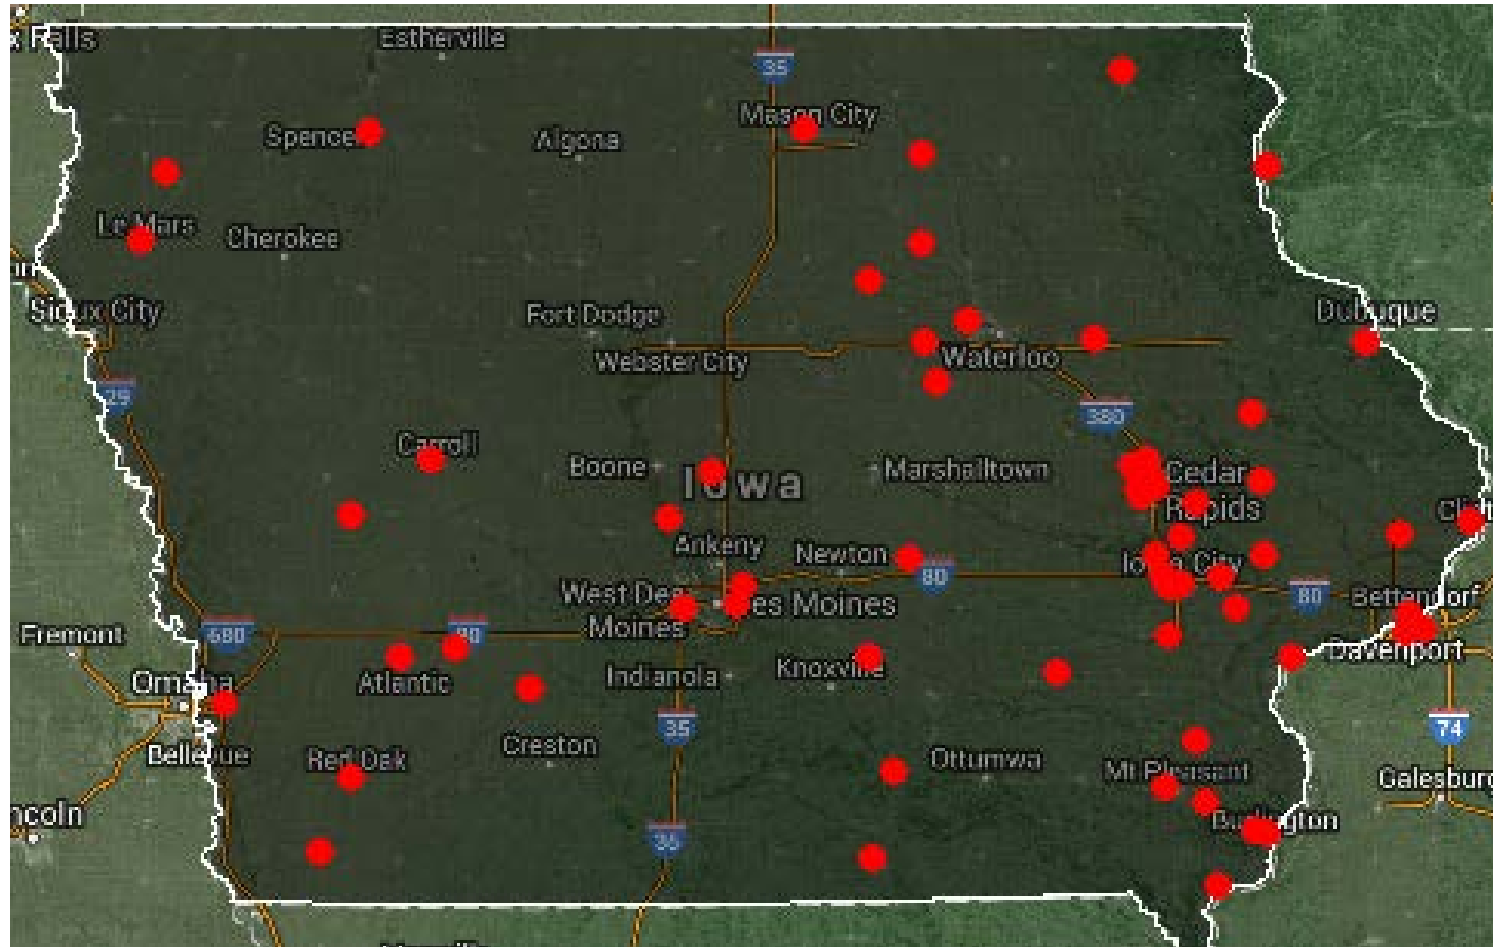 x Falls
Estherville
35
Mason City
Spencer
Algona
Le Mars
Cherokee
Sioux City
Fort Dodge
Dubuque
Webster City
Waterloo
29
380
Carroll
Boone
Iowa
Marshalltown
Cedar
Rapids
Ankeny
Newton
Iowa City
80
West Des
Moines
Des Moines
80
Bettendorf
Fremont
680
80
Davenport
Omaha
Atlantic
Indianola
Knoxville
35
74
Bellevue
Red Oak
Creston
Ottumwa
Mt Pleasant
Galesburg
ncoln
Burlington
35